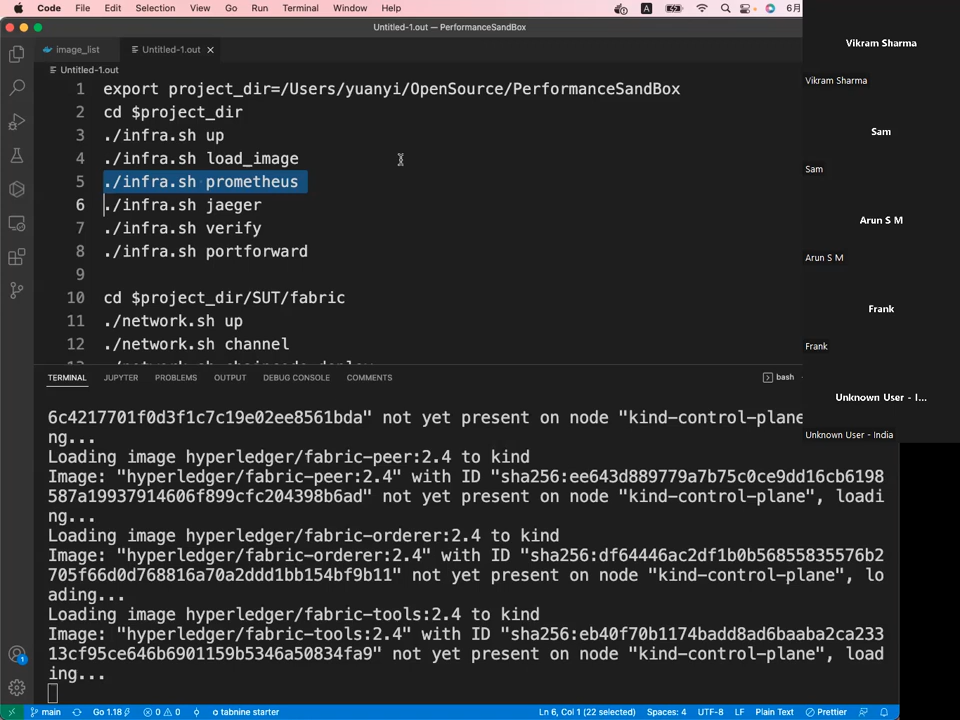 Code File Edit Selection View Go Run Terminal Window Help A 6月
Untitled-1.out — PerformanceSandBox
image_list Untitled-1.out
Untitled-1.out
1 export project_dir=/Users/yuanyi/OpenSource/PerformanceSandBox
2 cd $project_dir
3 ./infra.sh up
4 ./infra.sh load_image
5 ./infra.sh prometheus
6 ./infra.sh jaeger
7 ./infra.sh verify
8 ./infra.sh portforward
9
10 cd $project_dir/SUT/fabric
11 ./network.sh up
12 ./network.sh channel
TERMINAL JUPYTER PROBLEMS OUTPUT DEBUG CONSOLE COMMENTS bash
6c4217701f0d3f1c7c19e02ee8561bda" not yet present on node "kind-control-plane
ng...
Loading image hyperledger/fabric-peer:2.4 to kind
Image: "hyperledger/fabric-peer:2.4" with ID "sha256:ee643d889779a7b75c0ce9dd16cb6198
587a19937914606f899cfc204398b6ad" not yet present on node "kind-control-plane", loadi
ng...
Loading image hyperledger/fabric-orderer:2.4 to kind
Image: "hyperledger/fabric-orderer:2.4" with ID "sha256:df64446ac2df1b0b56855835576b2
705f66d0d768816a70a2ddd1bb154bf9b11" not yet present on node "kind-control-plane", lo
ading...
Loading image hyperledger/fabric-tools:2.4 to kind
Image: "hyperledger/fabric-tools:2.4" with ID "sha256:eb40f70b1174badd8ad6baaba2ca233
13cf95ce646b6901159b5346a50834fa9" not yet present on node "kind-control-plane", load
ing...
1
main Go 1.18 0 0 tabnine starter Ln 6, Col 1 (22 selected) Spaces: 4 UTF-8 LF Plain Text Prettier
Vikram Sharma
Vikram Sharma
Sam
Sam
Arun S M
Arun S M
Frank
Frank
Unknown User - I...
Unknown User - India